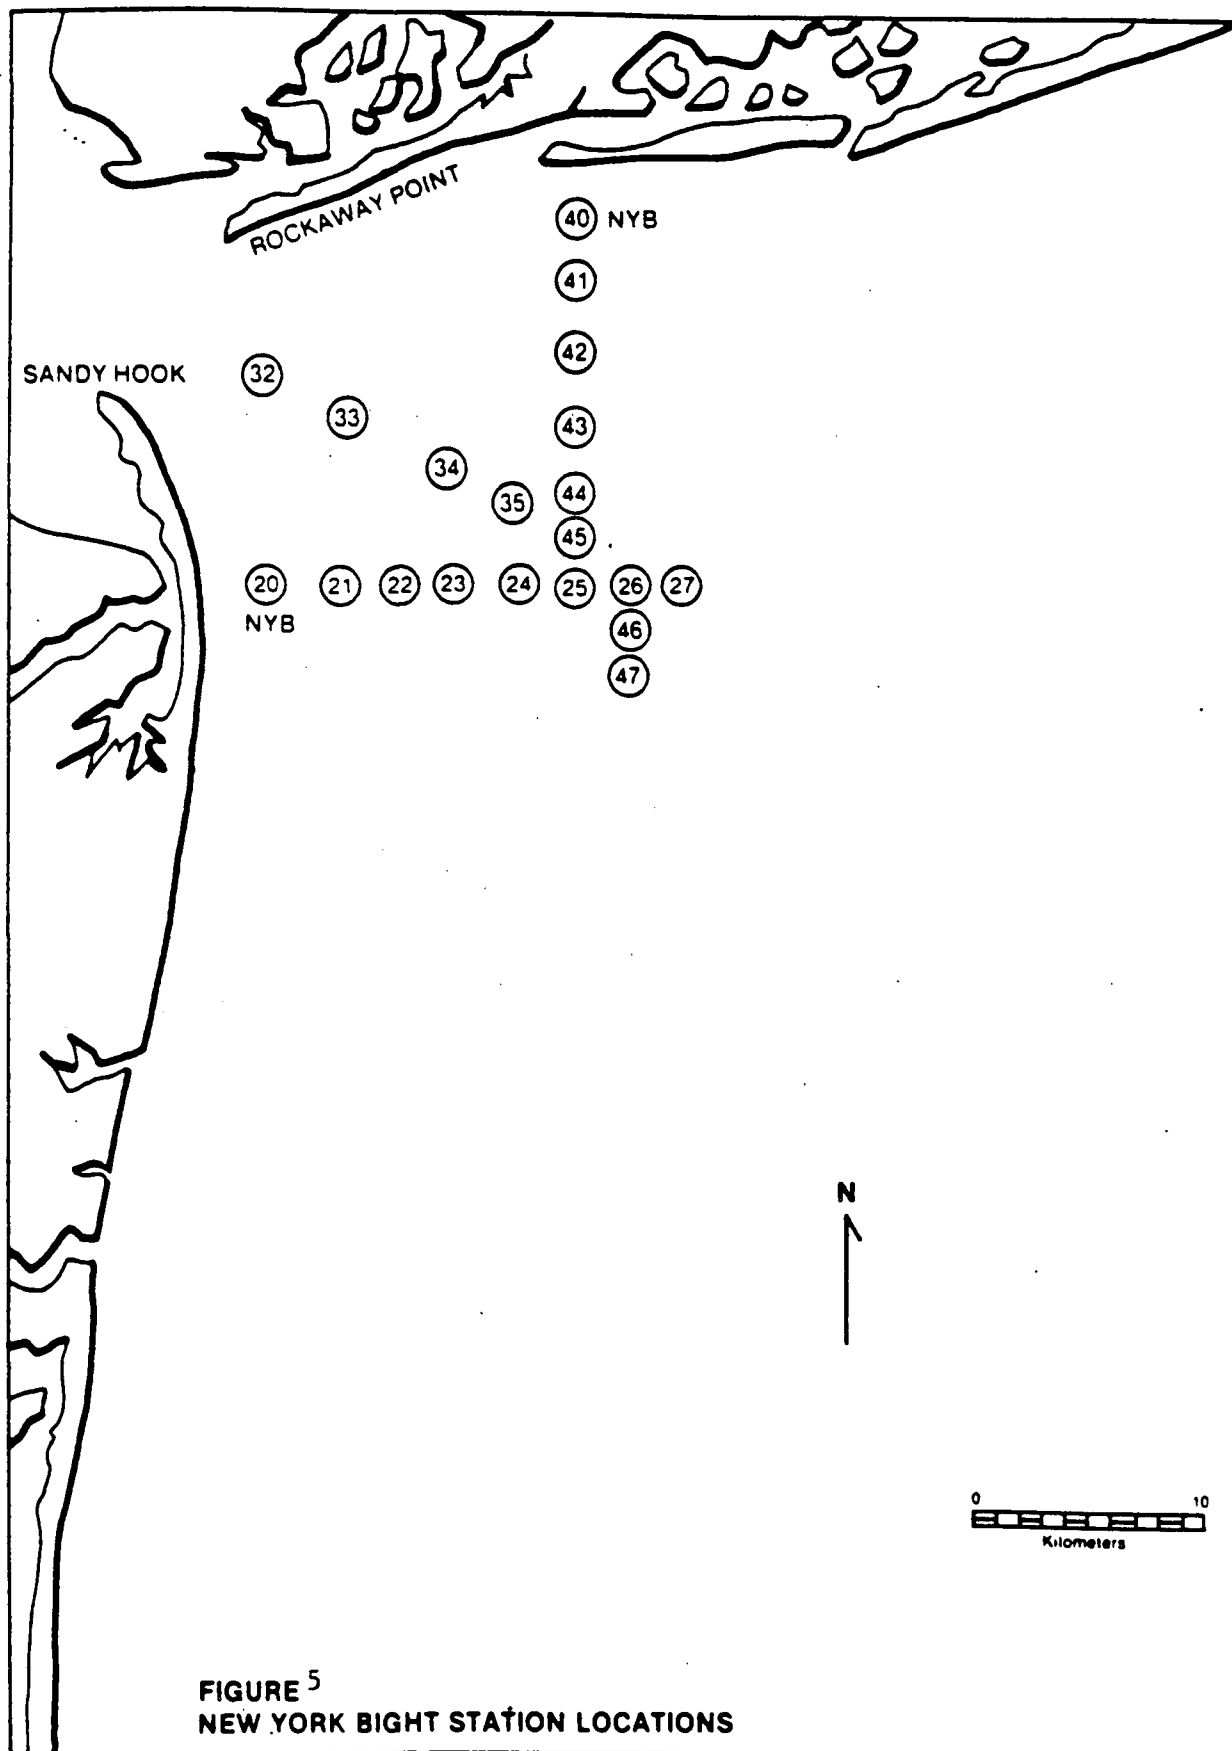 ROCKAWAY POINT
40 NYB
41
42
SANDY HOOK
32
33
43
34
44
35
45
20 21 22 23 24 25 26 27
NYB
46
47
N
0 10
Kilometers
FIGURE 5
NEW YORK BIGHT STATION LOCATIONS